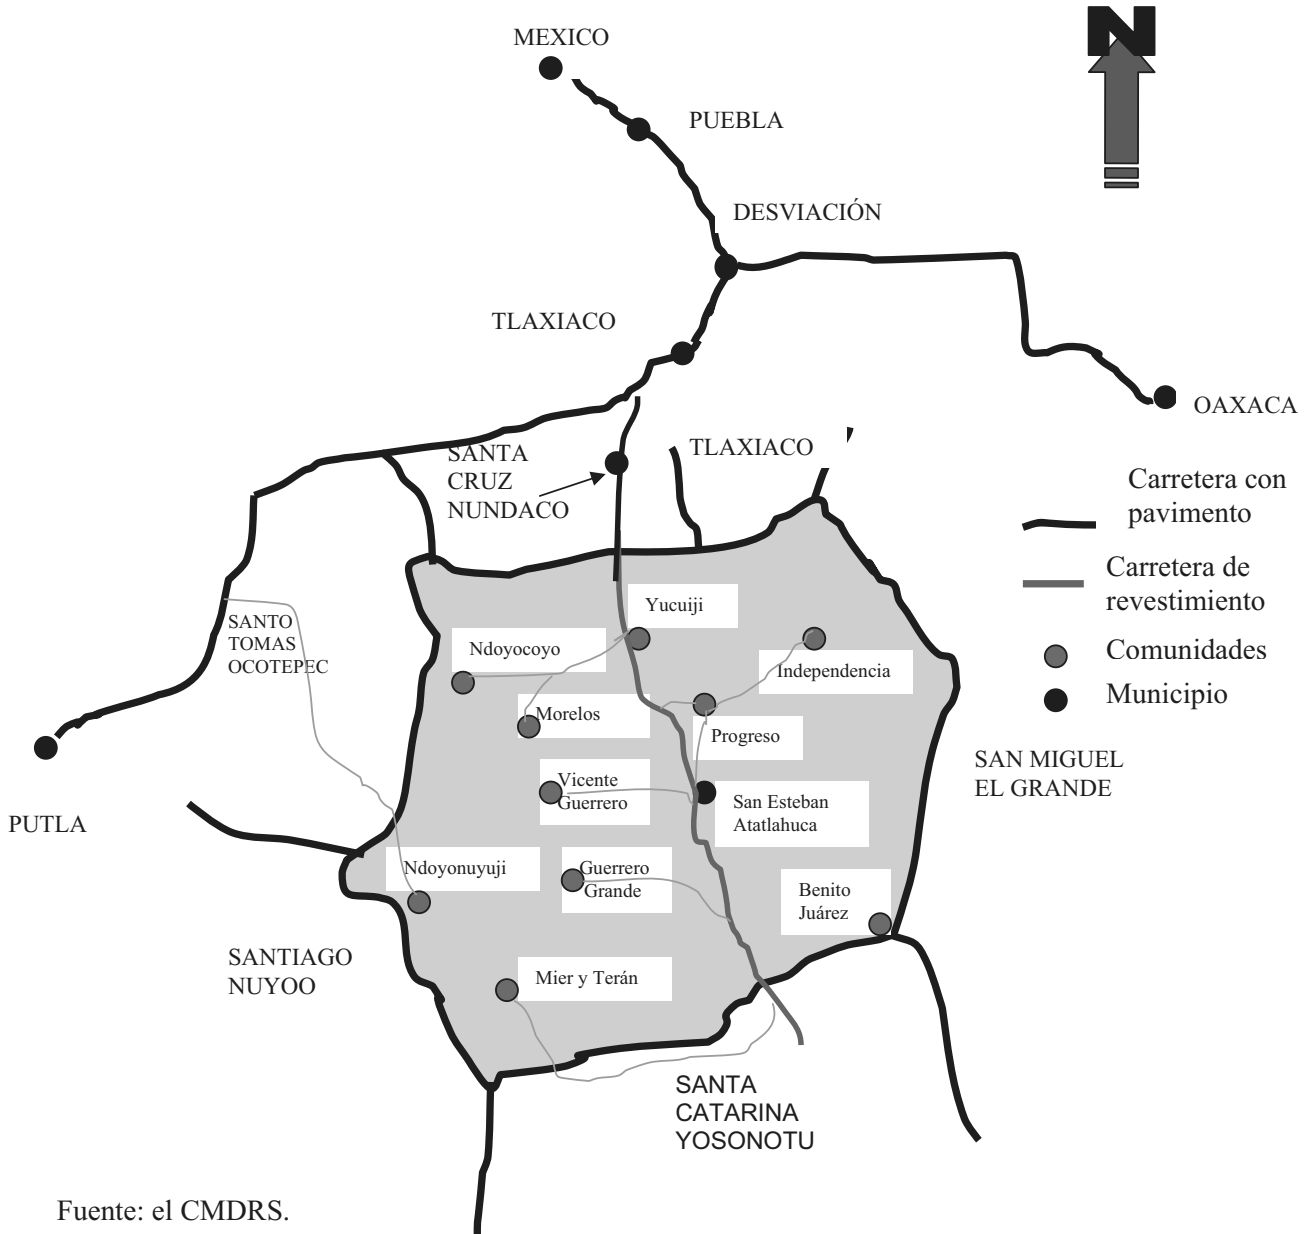 MEXICO
N
PUEBLA
DESVIACIÓN
TLAXIACO
OAXACA
SANTA
CRUZ
NUNDACO
TLAXIACO
Carretera con
pavimento
Carretera de
revestimiento
Comunidades
Municipio
SANTO
TOMAS
OCOTEPEC
Yucuiji
Ndoyocoyo
Independencia
Morelos
Progreso
SAN MIGUEL
EL GRANDE
Vicente
Guerrero
San Esteban
Atatlahuca
PUTLA
Ndoyonuyuji
Guerrero
Grande
Benito
Juárez
SANTIAGO
NUYOO
Mier y Terán
SANTA
CATARINA
YOSONOTU
Fuente: el CMDRS.